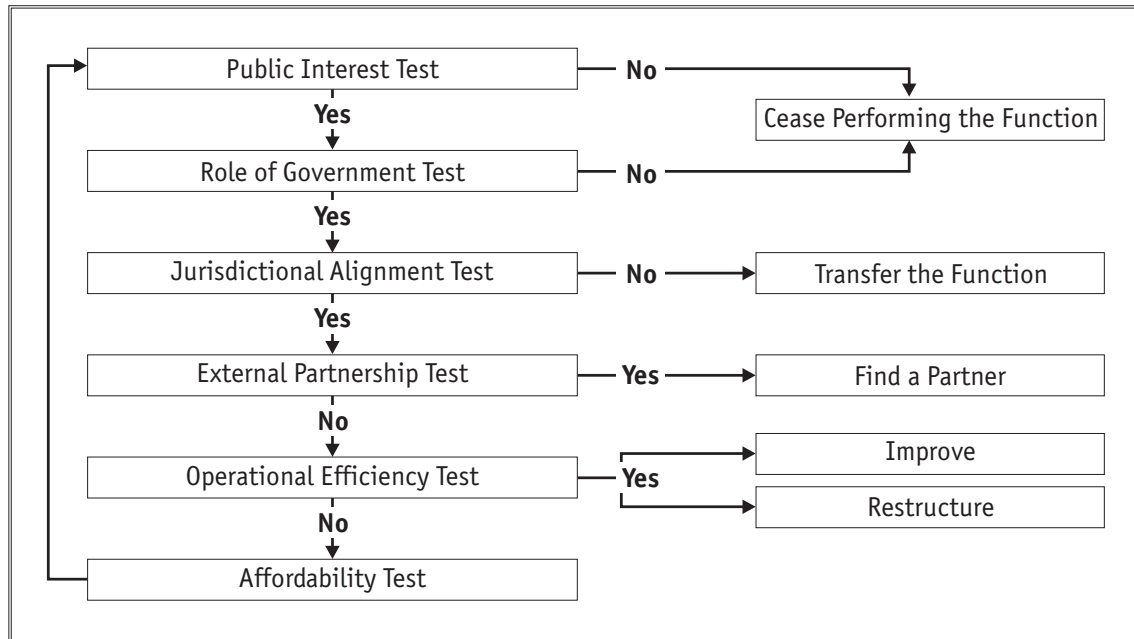 Public Interest Test
No
Yes
Cease Performing the Function
Role of Government Test
No
Yes
Jurisdictional Alignment Test
No
Transfer the Function
Yes
External Partnership Test
Yes
Find a Partner
No
Improve
Operational Efficiency Test
Yes
Restructure
No
Affordability Test